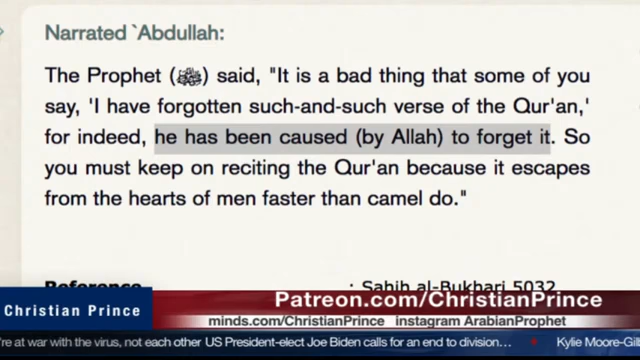 Narrated `Abdullah:
The Prophet (ﷺ) said, "It is a bad thing that some of you
say, 'I have forgotten such-and-such verse of the Qur'an,'
for indeed, he has been caused (by Allah) to forget it. So
you must keep on reciting the Qur'an because it escapes
from the hearts of men faster than camel do."
Reference : Sahih al-Bukhari 5032
Christian Prince
Patreon.com/ChristianPrince
minds.com/ChristianPrince instagram ArabianProphet
're at war with the virus, not each other US President-elect Joe Biden calls for an end to division... Kylie Moore-Gil